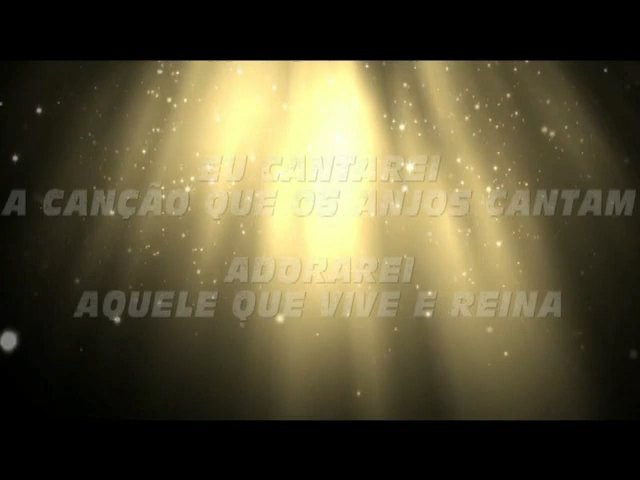 EU CANTAREI
A CANÇÃO QUE OS ANJOS CANTAM
ADORAREI
AQUELE QUE VIVE E REINA